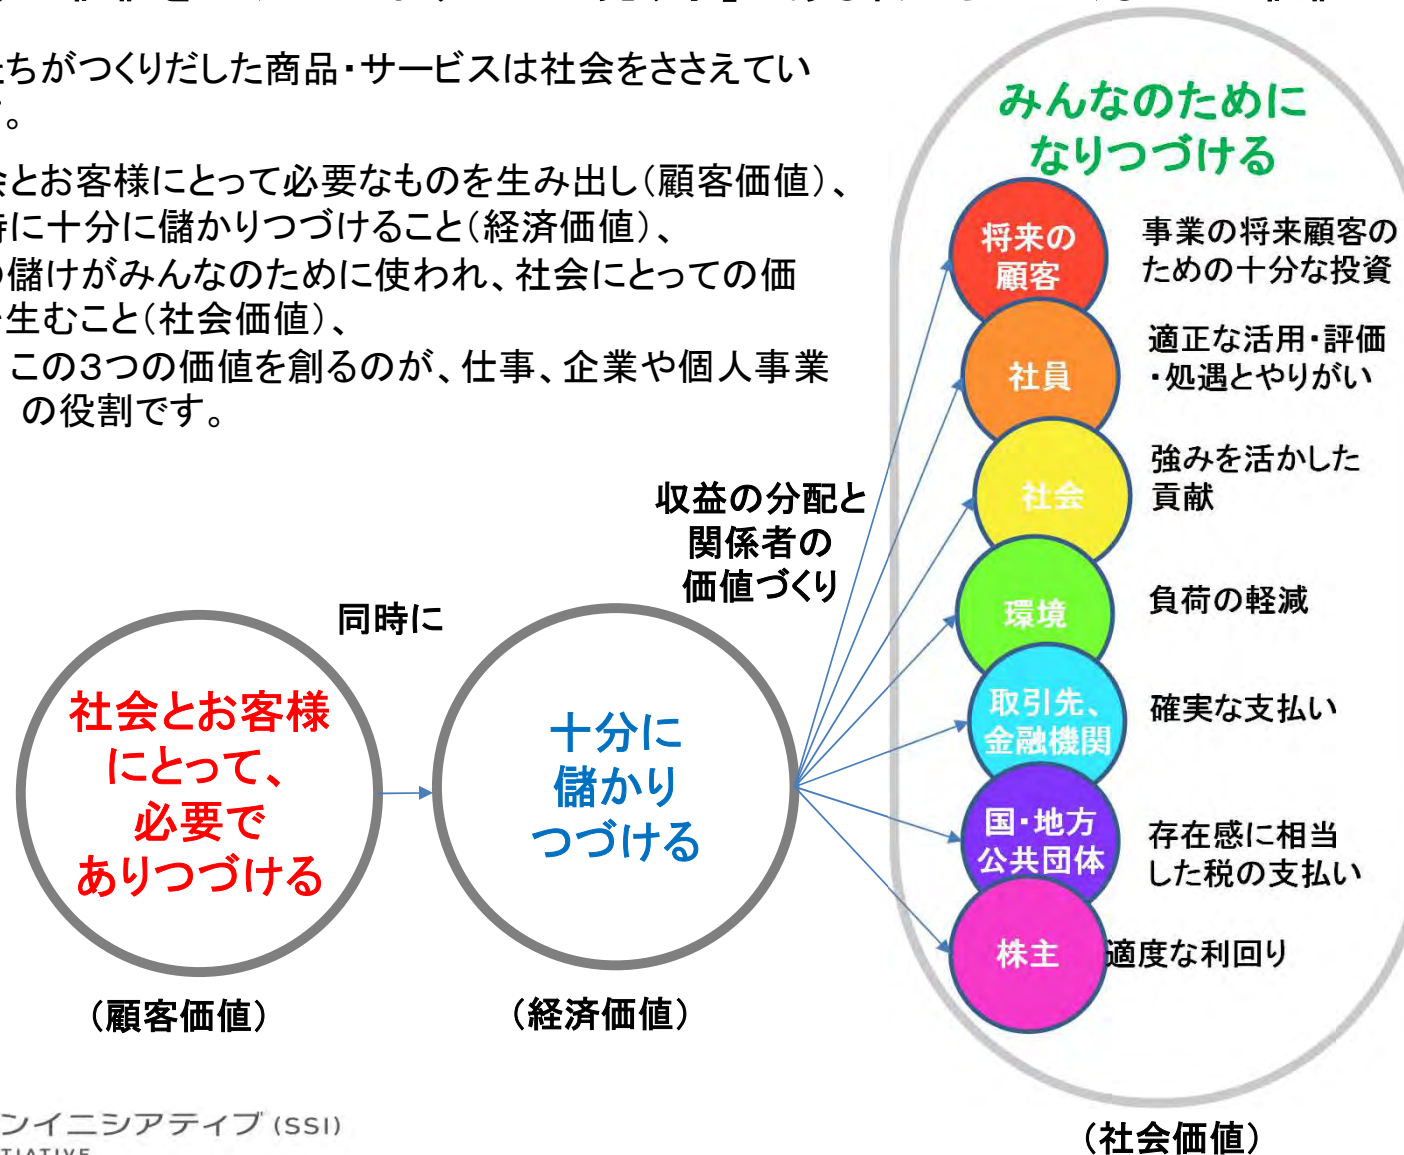 たちがつくりだした商品・サービスは社会をささえてい
。
会とお客様にとって必要なものを生み出し（顧客価値）、
時に十分に儲かりつづけること（経済価値）、
の儲けがみんなのために使われ、社会にとっての価
を生むこと（社会価値）、
この３つの価値を創るのが、仕事、企業や個人事業
の役割です。
みんなのために
なりつづける
将来の
顧客
事業の将来顧客の
ための十分な投資
社員
適正な活用・評価
・処遇とやりがい
社会
強みを活かした
貢献
環境
負荷の軽減
取引先、
金融機関
確実な支払い
国・地方
公共団体
存在感に相当
した税の支払い
株主
適度な利回り
（社会価値）
収益の分配と
関係者の
価値づくり
同時に
社会とお客様
にとって、
必要で
ありつづける
（顧客価値）
十分に
儲かり
つづける
（経済価値）
ンイニシアティブ (SSI)